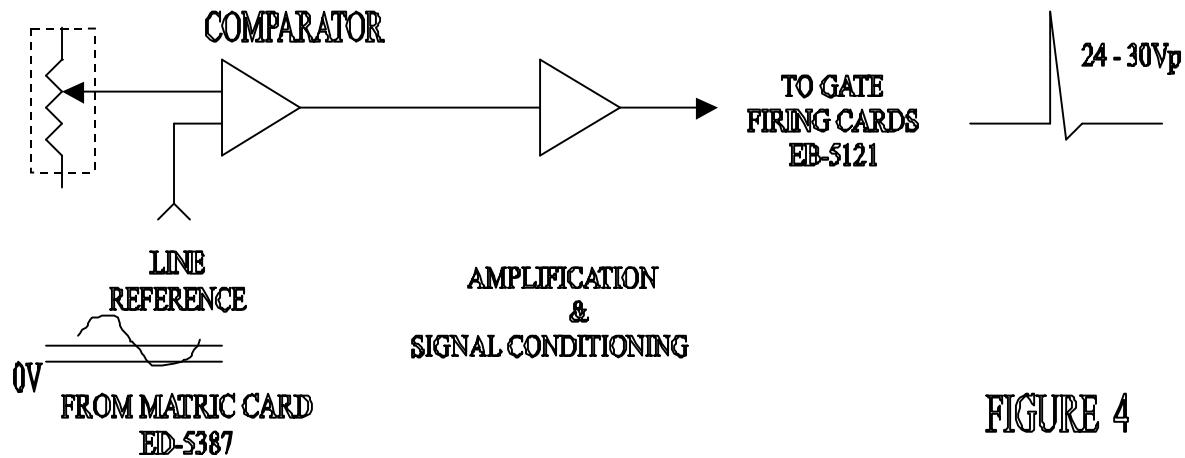 COMPARATOR
24 - 30Vp
TO GATE
FIRING CARDS
EB-5121
LINE
REFERENCE
AMPLIFICATION
&
SIGNAL CONDITIONING
0V
FROM MATRIC CARD
ED-5387
FIGURE 4